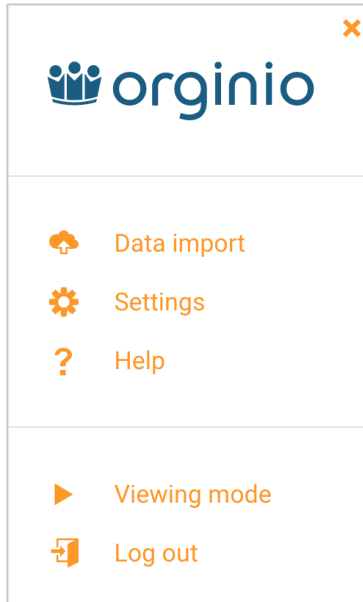 orginio
Data import
Settings
Help
Viewing mode
Log out